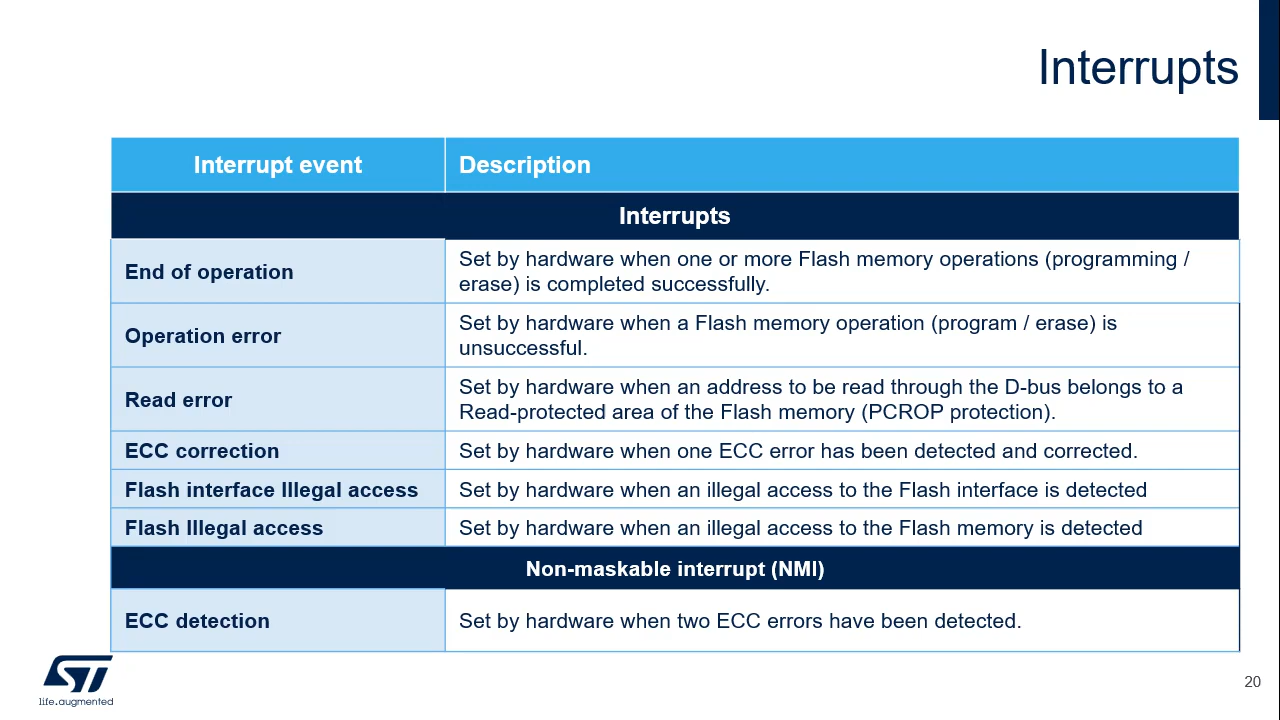 Interrupts
Interrupt event
Description
Interrupts
End of operation
Set by hardware when one or more Flash memory operations (programming /
erase) is completed successfully.
Operation error
Set by hardware when a Flash memory operation (program / erase) is
unsuccessful.
Read error
Set by hardware when an address to be read through the D-bus belongs to a
Read-protected area of the Flash memory (PCROP protection).
ECC correction
Set by hardware when one ECC error has been detected and corrected.
Flash interface Illegal access
Set by hardware when an illegal access to the Flash interface is detected
Flash Illegal access
Set by hardware when an illegal access to the Flash memory is detected
Non-maskable interrupt (NMI)
ECC detection
Set by hardware when two ECC errors have been detected.
ST
life.augmented
20